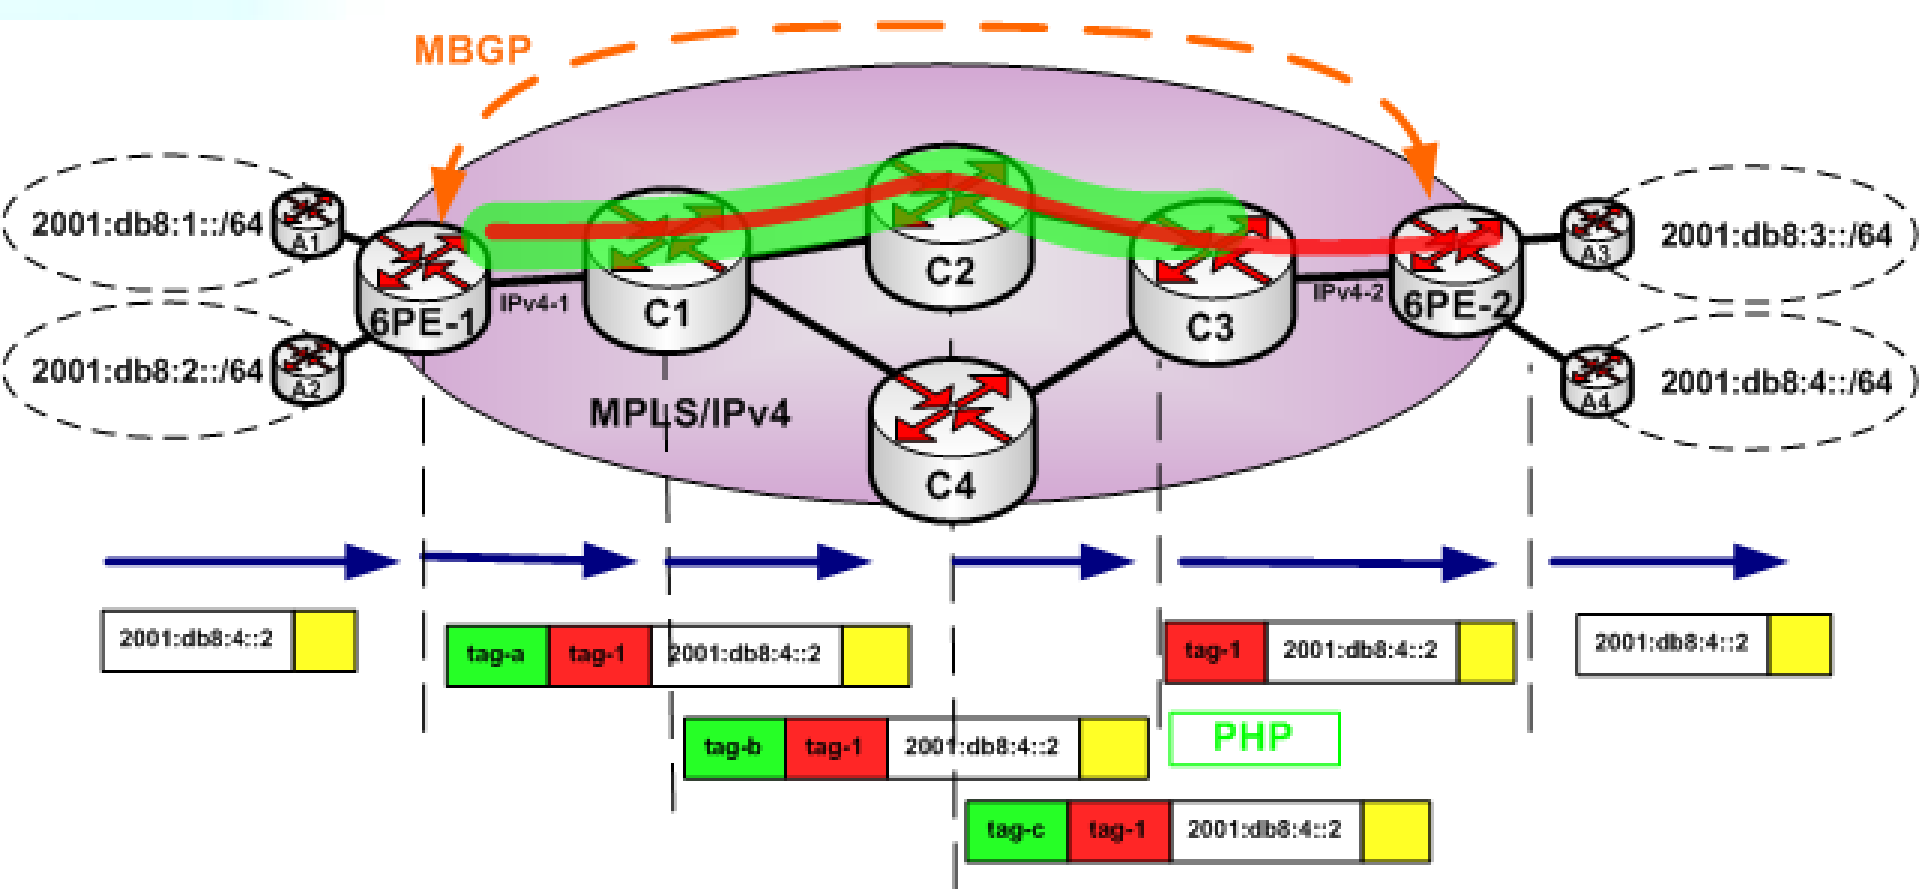 MBGP
2001:db8:1::/64
A1
2001:db8:2::/64
A2
6PE-1
IPv4-1
C1
C2
C3
C4
MPLS/IPv4
IPv4-2
6PE-2
A3
2001:db8:3::/64
A4
2001:db8:4::/64
2001:db8:4::2
tag-a tag-1 2001:db8:4::2
tag-1 2001:db8:4::2
2001:db8:4::2
tag-b tag-1 2001:db8:4::2
PHP
tag-c tag-1 2001:db8:4::2